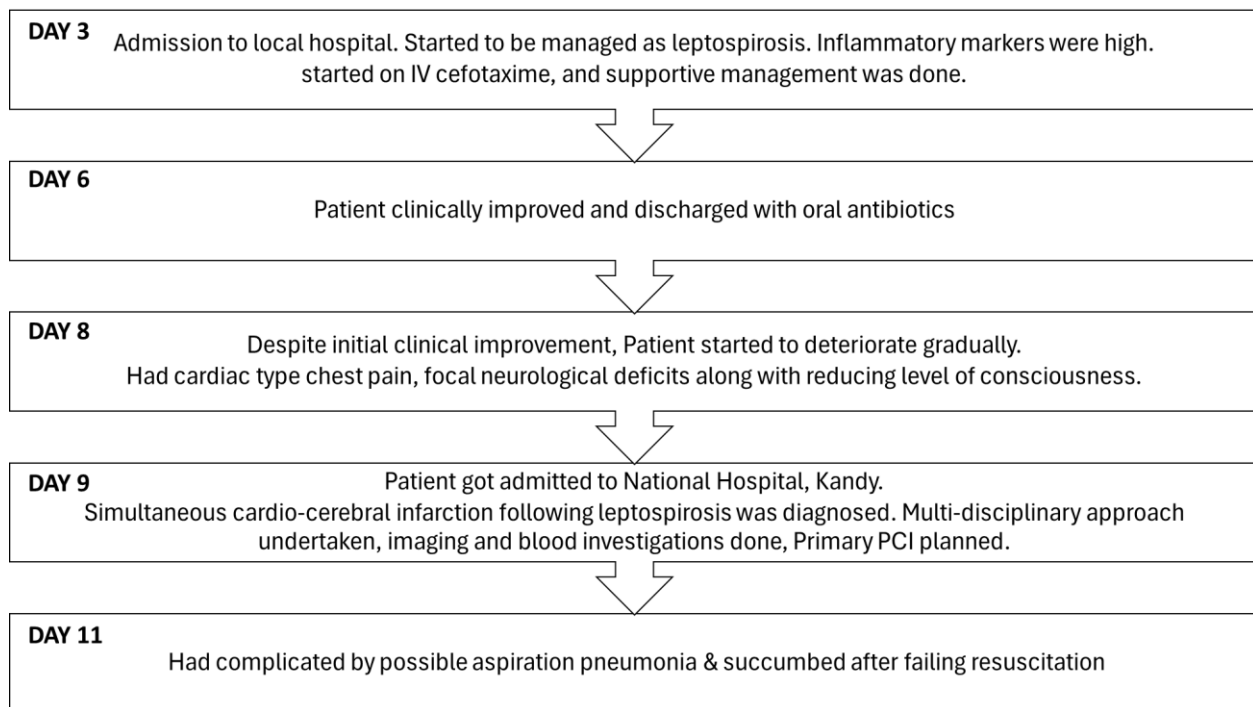 DAY 3
Admission to local hospital. Started to be managed as leptospirosis. Inflammatory markers were high.
started on IV cefotaxime, and supportive management was done.
DAY 6
Patient clinically improved and discharged with oral antibiotics
DAY 8
Despite initial clinical improvement, Patient started to deteriorate gradually.
Had cardiac type chest pain, focal neurological deficits along with reducing level of consciousness.
DAY 9
Patient got admitted to National Hospital, Kandy.
Simultaneous cardio-cerebral infarction following leptospirosis was diagnosed. Multi-disciplinary approach
undertaken, imaging and blood investigations done, Primary PCI planned.
DAY 11
Had complicated by possible aspiration pneumonia & succumbed after failing resuscitation